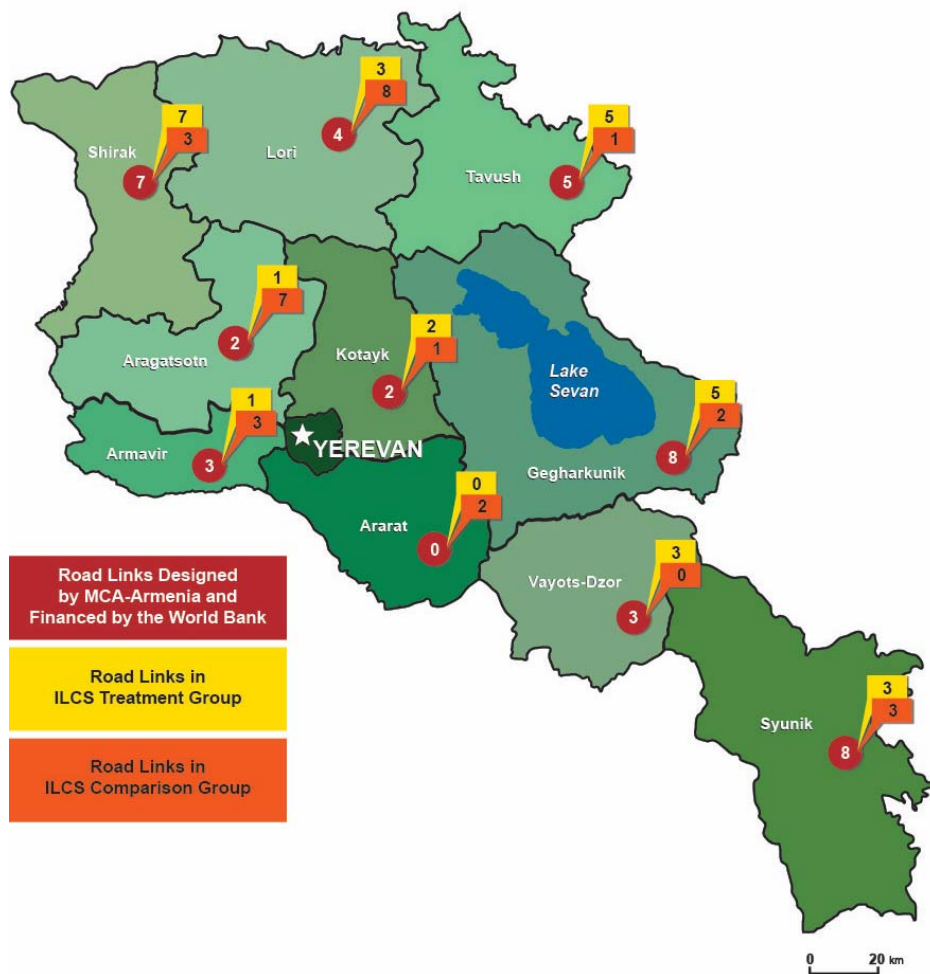 3
8
7
3
Shirak
4
Lori
5
1
7
Tavush
5
1
7
2
Aragatsotn
2
1
Kotayk
2
Lake
Sevan
1
3
Armavir
3
YEREVAN
5
2
Gegharkunik
8
0
2
Ararat
0
3
0
Vayots-Dzor
3
Road Links Designed
by MCA-Armenia and
Financed by the World Bank
Road Links in
ILCS Treatment Group
Road Links in
ILCS Comparison Group
3
3
Syunik
8
0 20 km